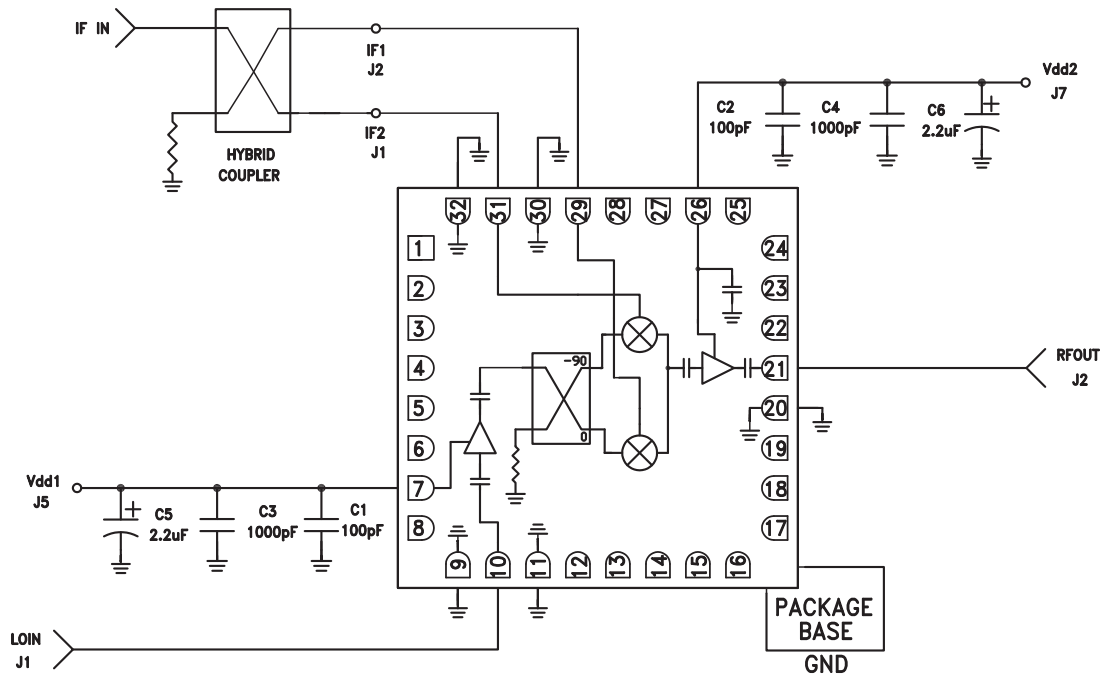 IF IN
IF1
J2
IF2
J1
HYBRID
COUPLER
Vdd2
J7
C2
100pF
C4
1000pF
C6
2.2uF
+
32
31
30
29
28
27
26
25
1
2
3
4
5
6
7
8
24
23
22
21
20
19
18
17
-90
0
RFOUT
J2
Vdd1
J5
+
C5
2.2uF
C3
1000pF
C1
100pF
9
10
11
12
13
14
15
16
LOIN
J1
PACKAGE
BASE
GND